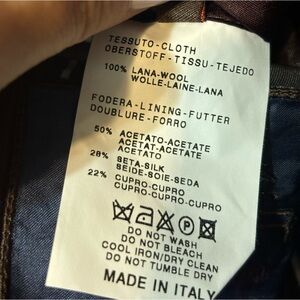 TESSUTO-CLOTH
OBERSTOFF-TISSU-TEJEDO
100% LANA-WOOL
WOLLE-LAINE-LANA
FODERA-LINING-FUTTER
DOUBLURE-FORRO
50% ACETATO-ACETATE
ACETAT-ACETATE
ACETATO
28% SETA-SILK
SEIDE-SOIE-SEDA
22% CUPRO-CUPRO
CUPRO-CUPRO-CUPRO
P
DO NOT WASH
DO NOT BLEACH
COOL IRON/DRY CLEAN
DO NOT TUMBLE DRY
MADE IN ITALY